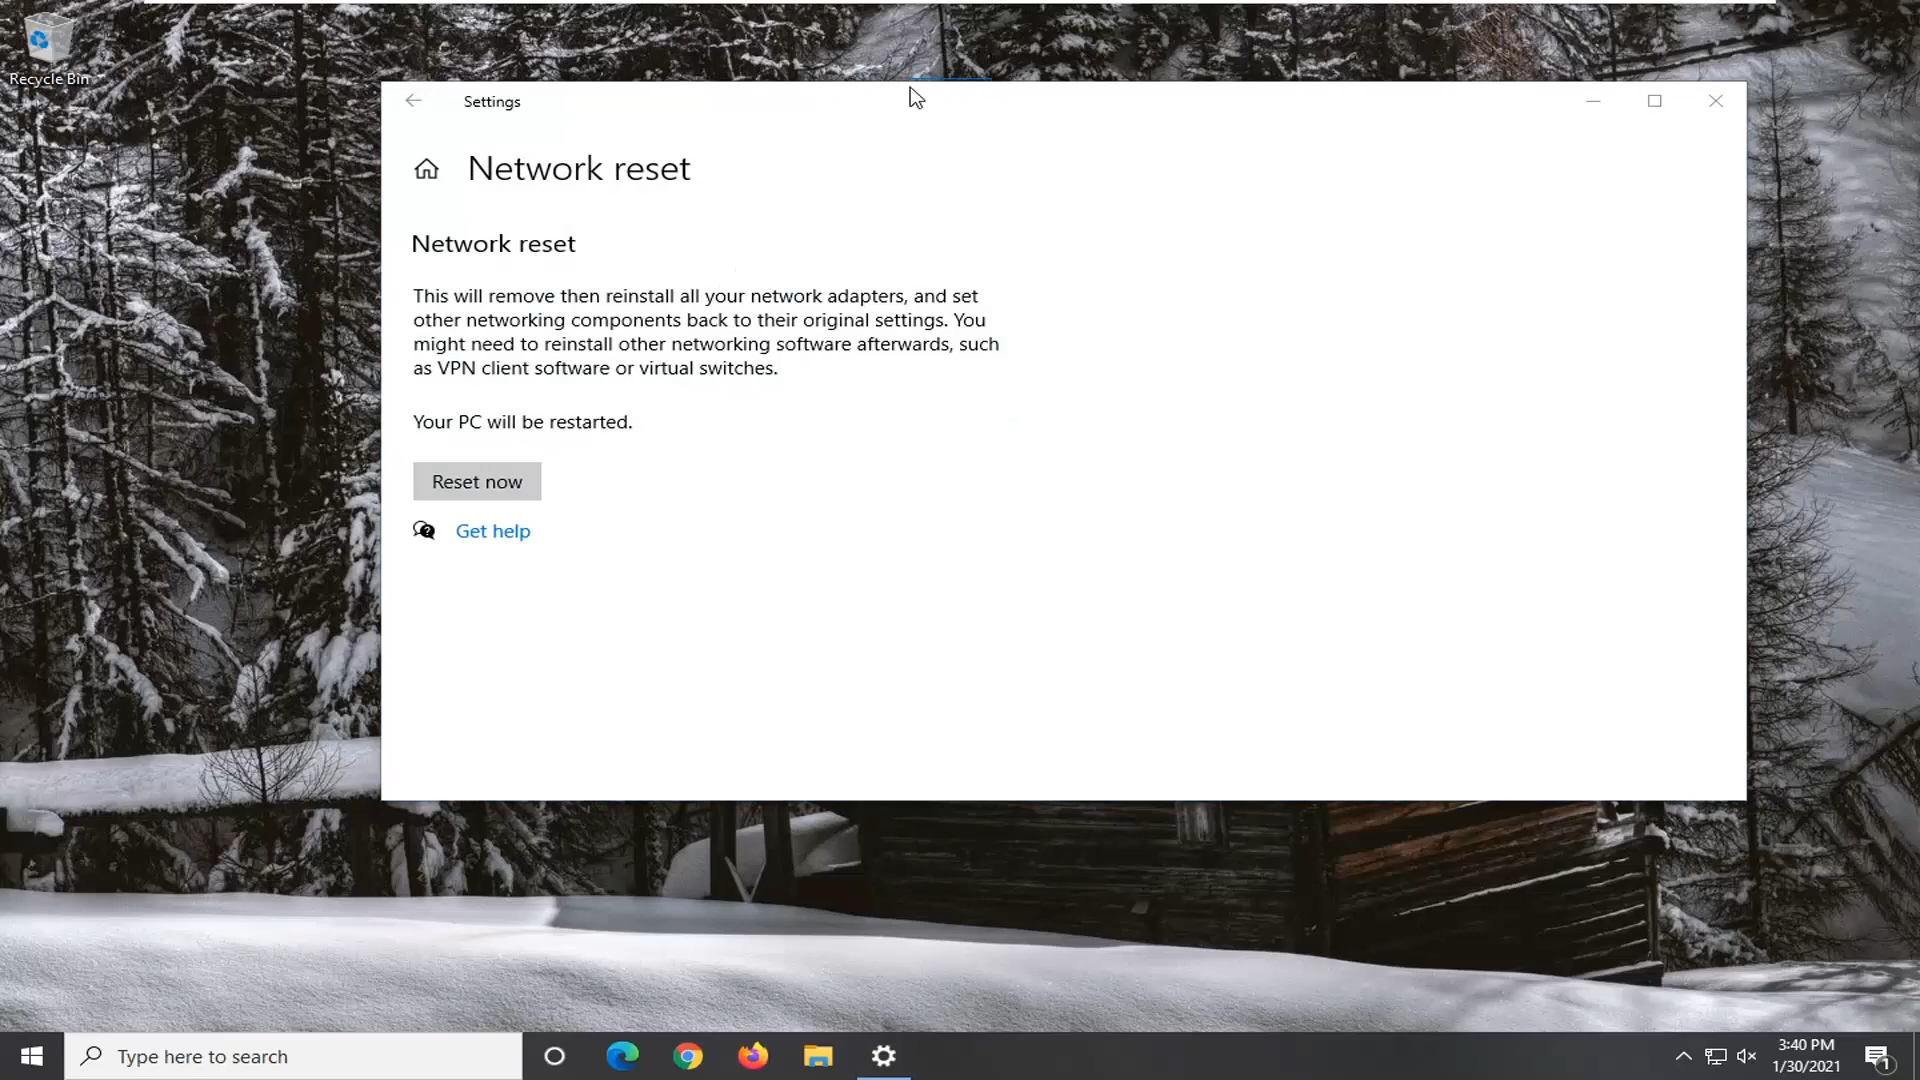 Recycle Bin
Settings
Network reset
Network reset
This will remove then reinstall all your network adapters, and set
other networking components back to their original settings. You
might need to reinstall other networking software afterwards, such
as VPN client software or virtual switches.
Your PC will be restarted.
Reset now
Get help
Type here to search
3:40 PM
1/30/2021
1